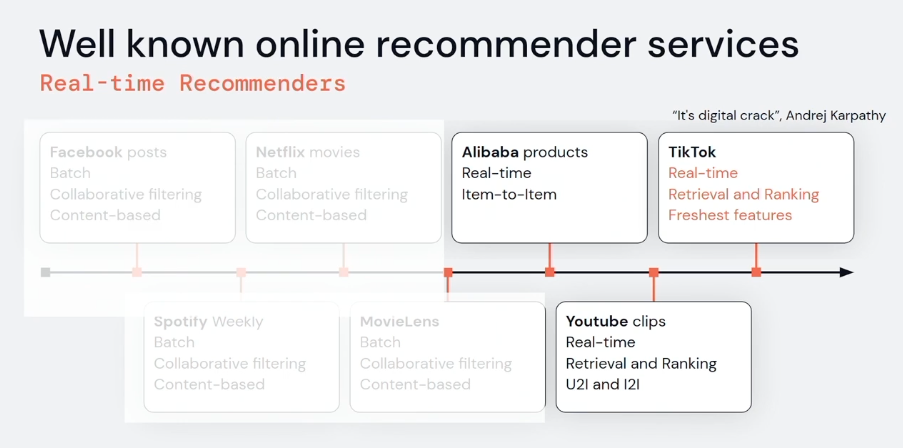 Well known online recommender services
Real-time Recommenders
“It's digital crack”, Andrej Karpathy
Facebook posts
Batch
Collaborative filtering
Content-based
Netflix movies
Batch
Collaborative filtering
Content-based
Alibaba products
Real-time
Item-to-Item
TikTok
Real-time
Retrieval and Ranking
Freshest features
Spotify Weekly
Batch
Collaborative filtering
Content-based
MovieLens
Batch
Collaborative filtering
Content-based
Youtube clips
Real-time
Retrieval and Ranking
U2I and I2I